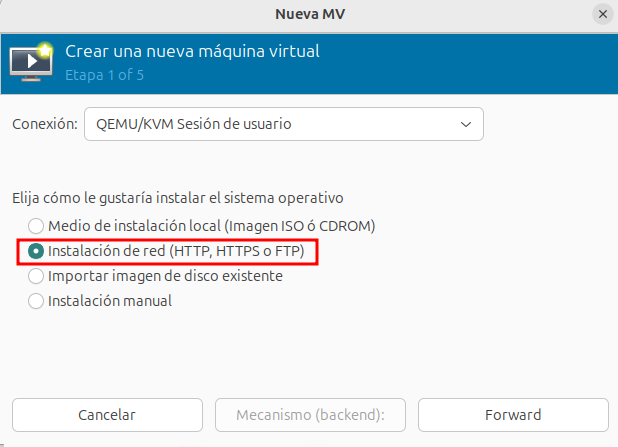 Nueva MV
Crear una nueva máquina virtual
Etapa 1 of 5
Conexión: QEMU/KVM Sesión de usuario
Elija cómo le gustaría instalar el sistema operativo
Medio de instalación local (Imagen ISO ó CDROM)
Instalación de red (HTTP, HTTPS o FTP)
Importar imagen de disco existente
Instalación manual
Cancelar Mecanismo (backend): Forward